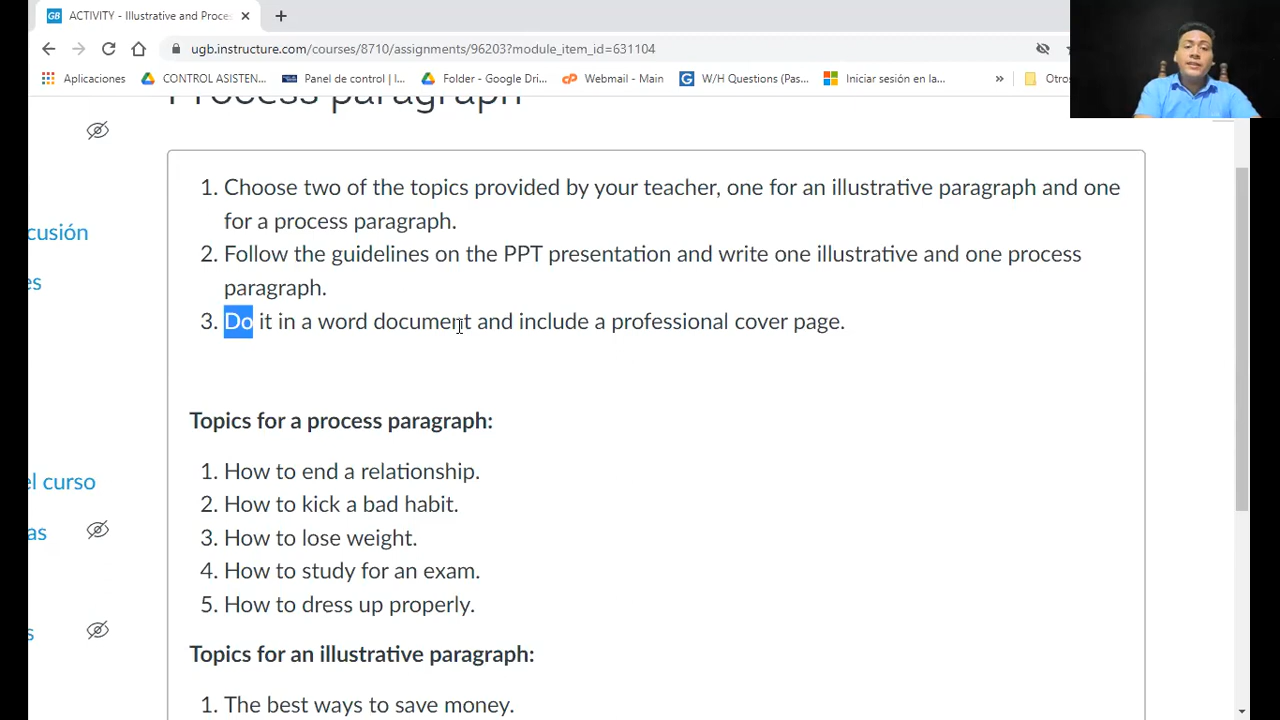 GB ACTIVITY - Illustrative and Proce
ugb.instructure.com/courses/8710/assignments/96203?module_item_id=631104
Aplicaciones CONTROL ASISTEN... Panel de control | I... Folder - Google Dri... cP Webmail - Main G W/H Questions (Pas... Iniciar sesión en la... » Otros
Process paragraph
1. Choose two of the topics provided by your teacher, one for an illustrative paragraph and one
for a process paragraph.
cusión
2. Follow the guidelines on the PPT presentation and write one illustrative and one process
es
paragraph.
3. Do it in a word document and include a professional cover page.
Topics for a process paragraph:
1. How to end a relationship.
el curso
2. How to kick a bad habit.
as
3. How to lose weight.
4. How to study for an exam.
5. How to dress up properly.
s
Topics for an illustrative paragraph:
1. The best ways to save money.